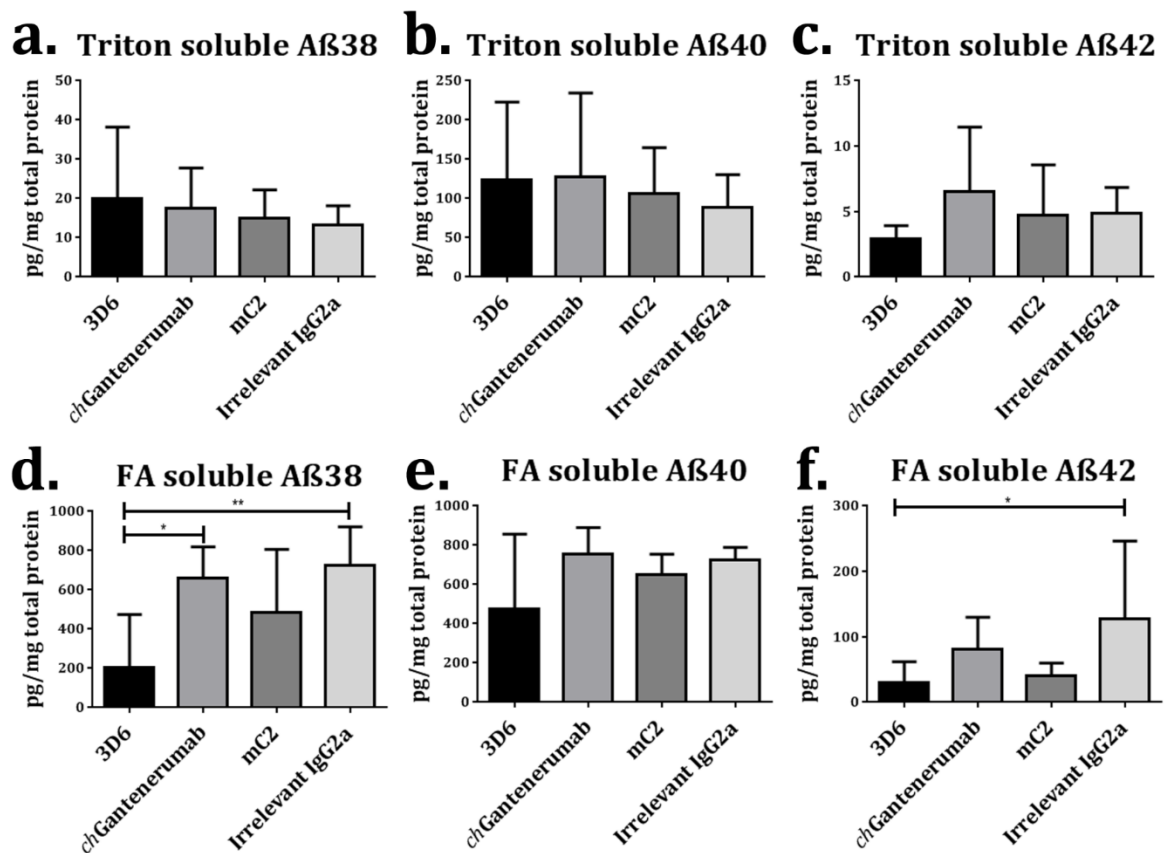 a. Triton soluble Aß38
pg/mg total protein
50
40
30
20
10
0
3D6
chGantenerumab
mC2
Irrelevant IgG2a
b. Triton soluble Aß40
pg/mg total protein
250
200
150
100
50
0
3D6
chGantenerumab
mC2
Irrelevant IgG2a
c. Triton soluble Aß42
pg/mg total protein
15
10
5
0
3D6
chGantenerumab
mC2
Irrelevant IgG2a
d. FA soluble Aß38
pg/mg total protein
1000
800
600
400
200
0
**
*
3D6
chGantenerumab
mC2
Irrelevant IgG2a
e. FA soluble Aß40
pg/mg total protein
1000
800
600
400
200
0
3D6
chGantenerumab
mC2
Irrelevant IgG2a
f. FA soluble Aß42
pg/mg total protein
300
200
100
0
*
3D6
chGantenerumab
mC2
Irrelevant IgG2a